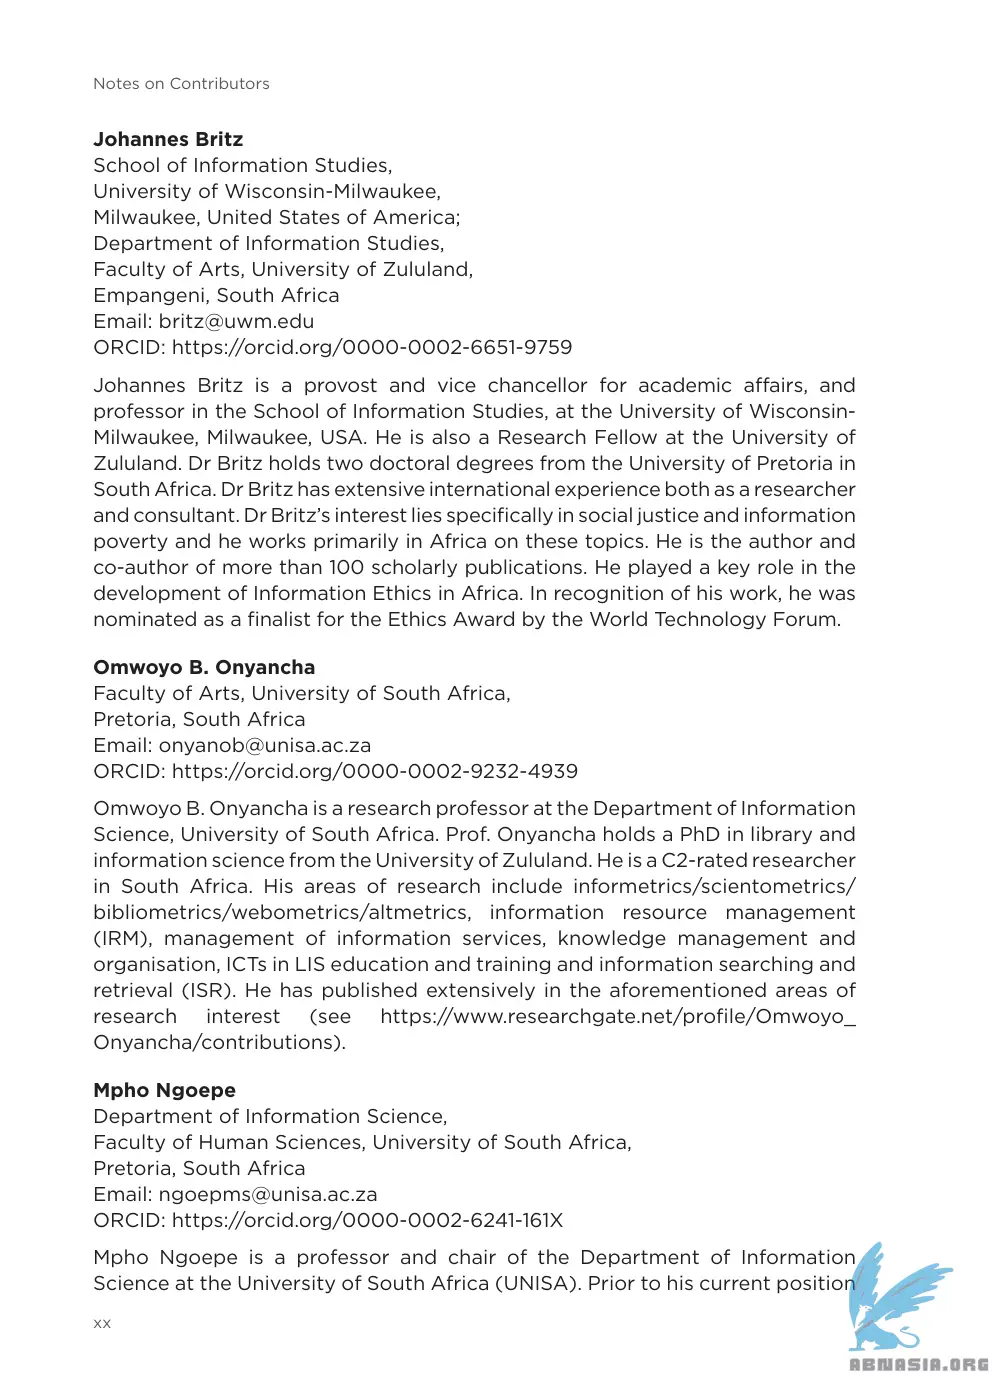 Notes on Contributors
Johannes Britz
School of Information Studies,
University of Wisconsin-Milwaukee,
Milwaukee, United States of America;
Department of Information Studies,
Faculty of Arts, University of Zululand,
Empangeni, South Africa
Email: britz@uwm.edu
ORCID: https://orcid.org/0000-0002-6651-9759
Johannes Britz is a provost and vice chancellor for academic affairs, and
professor in the School of Information Studies, at the University of Wisconsin-
Milwaukee, Milwaukee, USA. He is also a Research Fellow at the University of
Zululand. Dr Britz holds two doctoral degrees from the University of Pretoria in
South Africa. Dr Britz has extensive international experience both as a researcher
and consultant. Dr Britz’s interest lies specifically in social justice and information
poverty and he works primarily in Africa on these topics. He is the author and
co-author of more than 100 scholarly publications. He played a key role in the
development of Information Ethics in Africa. In recognition of his work, he was
nominated as a finalist for the Ethics Award by the World Technology Forum.
Omwoyo B. Onyancha
Faculty of Arts, University of South Africa,
Pretoria, South Africa
Email: onyanob@unisa.ac.za
ORCID: https://orcid.org/0000-0002-9232-4939
Omwoyo B. Onyancha is a research professor at the Department of Information
Science, University of South Africa. Prof. Onyancha holds a PhD in library and
information science from the University of Zululand. He is a C2-rated researcher
in South Africa. His areas of research include informetrics/scientometrics/
bibliometrics/webometrics/altmetrics, information resource management
(IRM), management of information services, knowledge management and
organisation, ICTs in LIS education and training and information searching and
retrieval (ISR). He has published extensively in the aforementioned areas of
research interest (see https://www.researchgate.net/profile/Omwoyo_
Onyancha/contributions).
Mpho Ngoepe
Department of Information Science,
Faculty of Human Sciences, University of South Africa,
Pretoria, South Africa
Email: ngoepms@unisa.ac.za
ORCID: https://orcid.org/0000-0002-6241-161X
Mpho Ngoepe is a professor and chair of the Department of Information
Science at the University of South Africa (UNISA). Prior to his current position
xx
ABNASIA.ORG